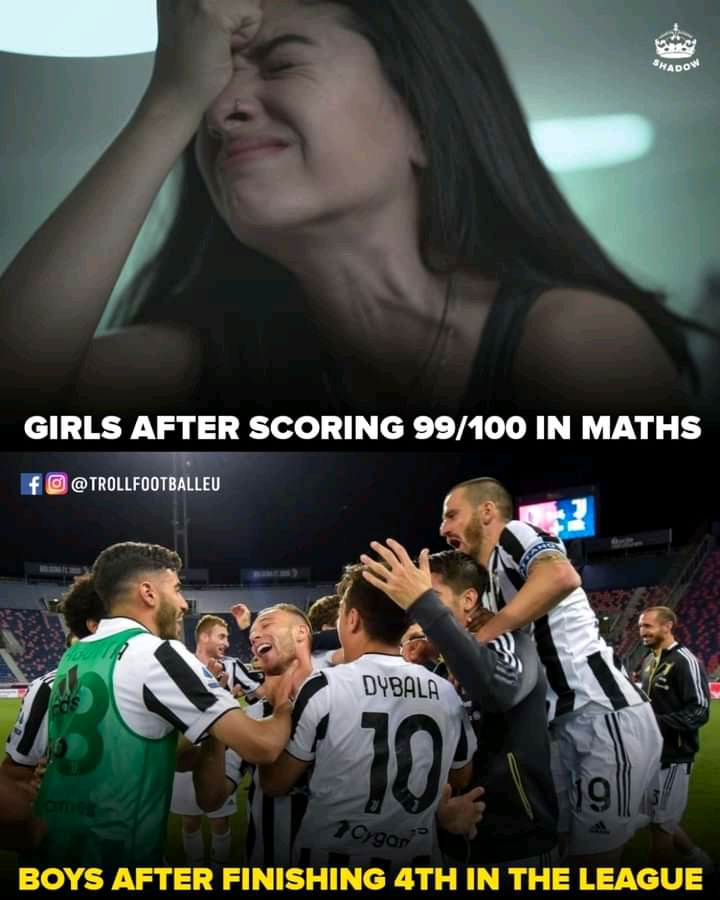 SHADOW
GIRLS AFTER SCORING 99/100 IN MATHS
@TROLLFOOTBALLEU
DYBALA
10
19
Cygames
BOYS AFTER FINISHING 4TH IN THE LEAGUE